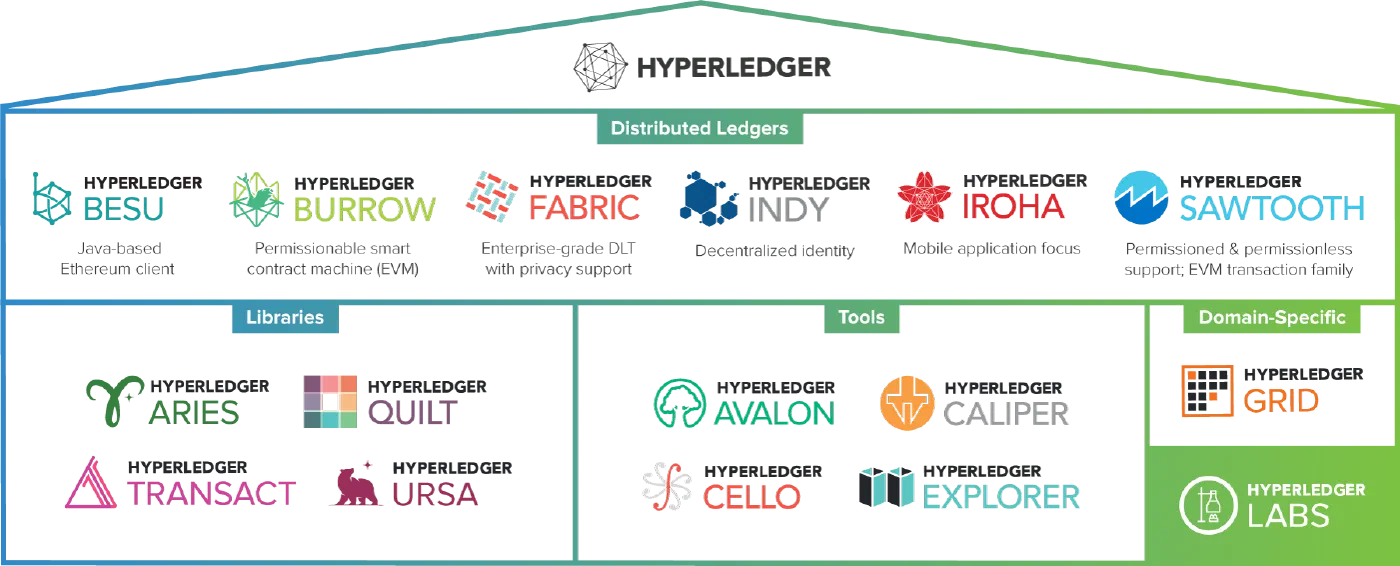 HYPERLEDGER
Distributed Ledgers
HYPERLEDGER
BESU
Java-based
Ethereum client
HYPERLEDGER
BURROW
Permissionable smart
contract machine (EVM)
HYPERLEDGER
FABRIC
Enterprise-grade DLT
with privacy support
HYPERLEDGER
INDY
Decentralized identity
HYPERLEDGER
IROHA
Mobile application focus
HYPERLEDGER
SAWTOOTH
Permissioned & permissionless
support; EVM transaction family
Libraries
HYPERLEDGER
ARIES
HYPERLEDGER
QUILT
HYPERLEDGER
TRANSACT
HYPERLEDGER
URSA
Tools
HYPERLEDGER
AVALON
HYPERLEDGER
CALIPER
HYPERLEDGER
CELLO
HYPERLEDGER
EXPLORER
Domain-Specific
HYPERLEDGER
GRID
HYPERLEDGER
LABS